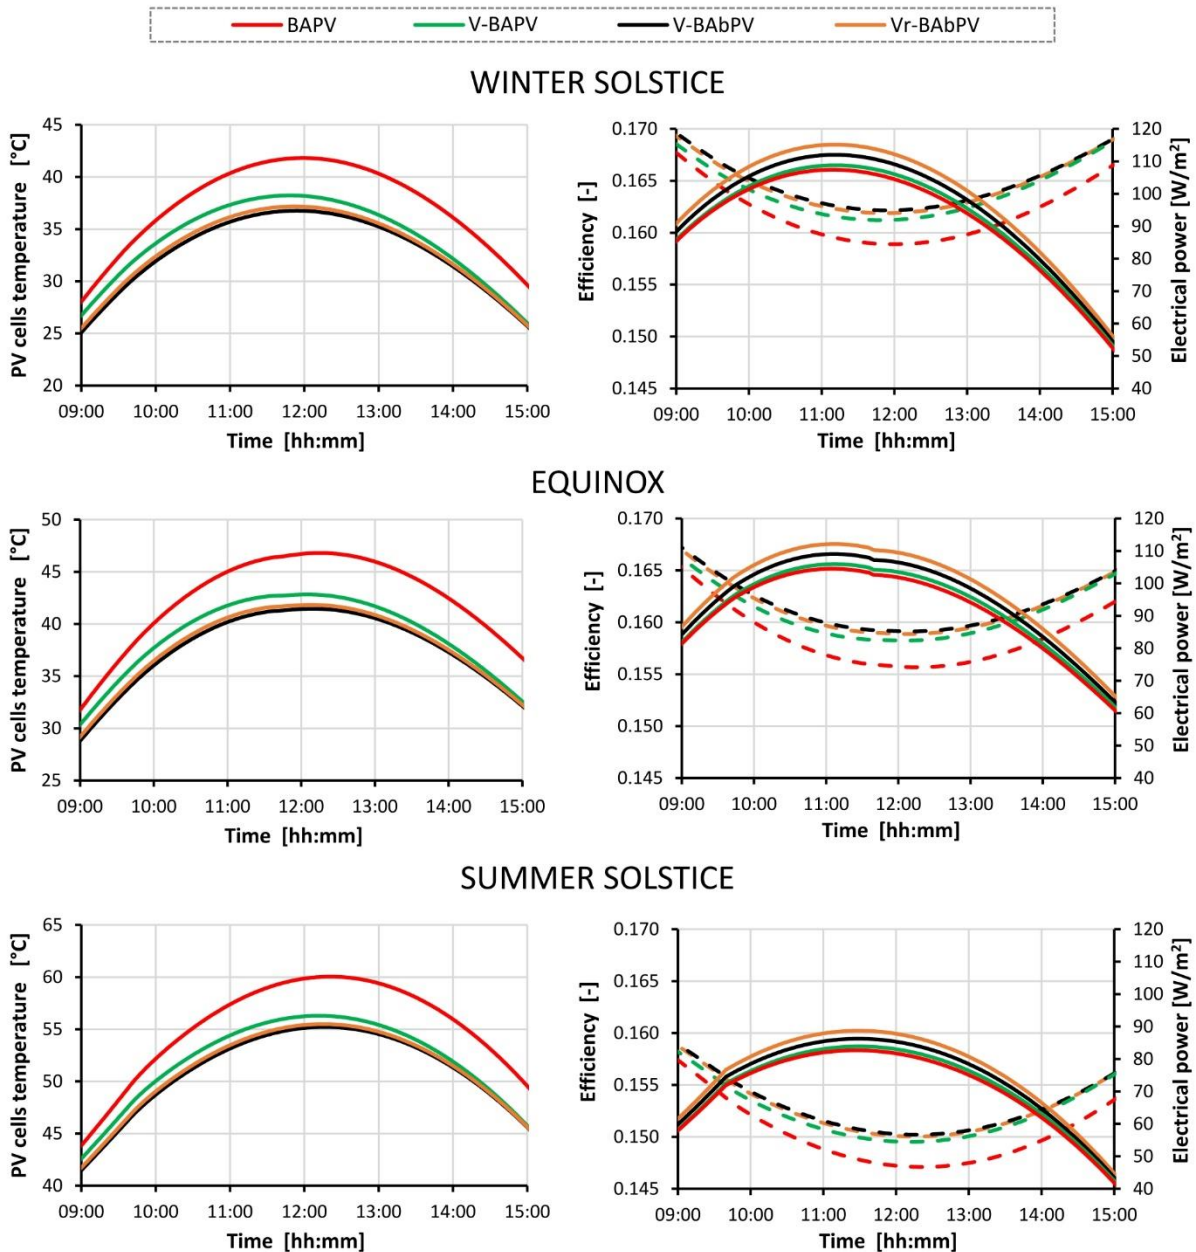 BAPV V-BAPV V-BAbPV Vr-BAbPV
WINTER SOLSTICE
PV cells temperature [°C]
45
40
35
30
25
20
09:00 10:00 11:00 12:00 13:00 14:00 15:00
Time [hh:mm]
Efficiency [-]
0.170
0.165
0.160
0.155
0.150
0.145
120
110
100
90
80
70
60
50
40
Electrical power [W/m²]
09:00 10:00 11:00 12:00 13:00 14:00 15:00
Time [hh:mm]
EQUINOX
PV cells temperature [°C]
50
45
40
35
30
25
09:00 10:00 11:00 12:00 13:00 14:00 15:00
Time [hh:mm]
Efficiency [-]
0.170
0.165
0.160
0.155
0.150
0.145
120
110
100
90
80
70
60
50
40
Electrical power [W/m²]
09:00 10:00 11:00 12:00 13:00 14:00 15:00
Time [hh:mm]
SUMMER SOLSTICE
PV cells temperature [°C]
65
60
55
50
45
40
09:00 10:00 11:00 12:00 13:00 14:00 15:00
Time [hh:mm]
Efficiency [-]
0.170
0.165
0.160
0.155
0.150
0.145
120
110
100
90
80
70
60
50
40
Electrical power [W/m²]
09:00 10:00 11:00 12:00 13:00 14:00 15:00
Time [hh:mm]